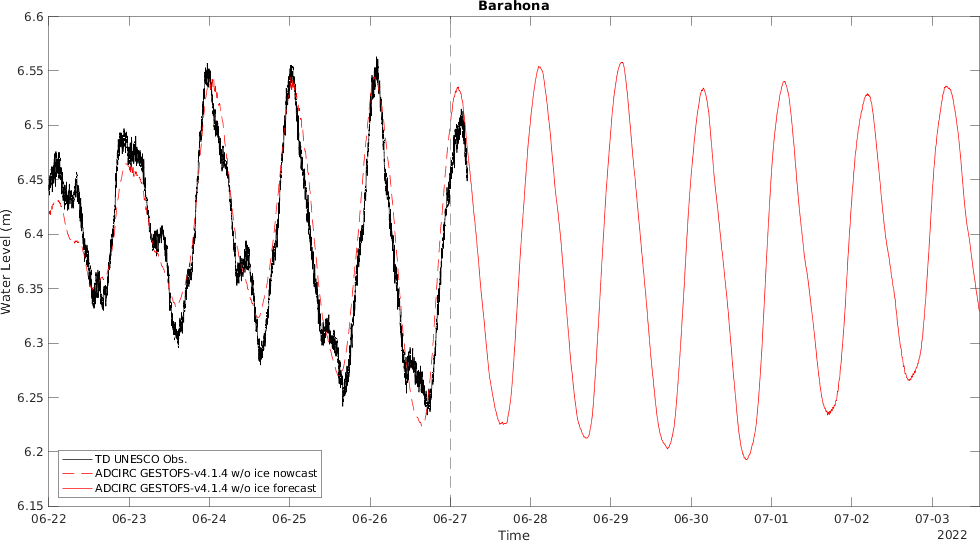 Barahona
6.6
6.55
6.5
6.45
6.4
6.35
6.3
6.25
6.2
6.15
Water Level (m)
TD UNESCO Obs.
ADCIRC GESTOFS-v4.1.4 w/o ice nowcast
ADCIRC GESTOFS-v4.1.4 w/o ice forecast
06-22 06-23 06-24 06-25 06-26 06-27 06-28 06-29 06-30 07-01 07-02 07-03
Time
2022